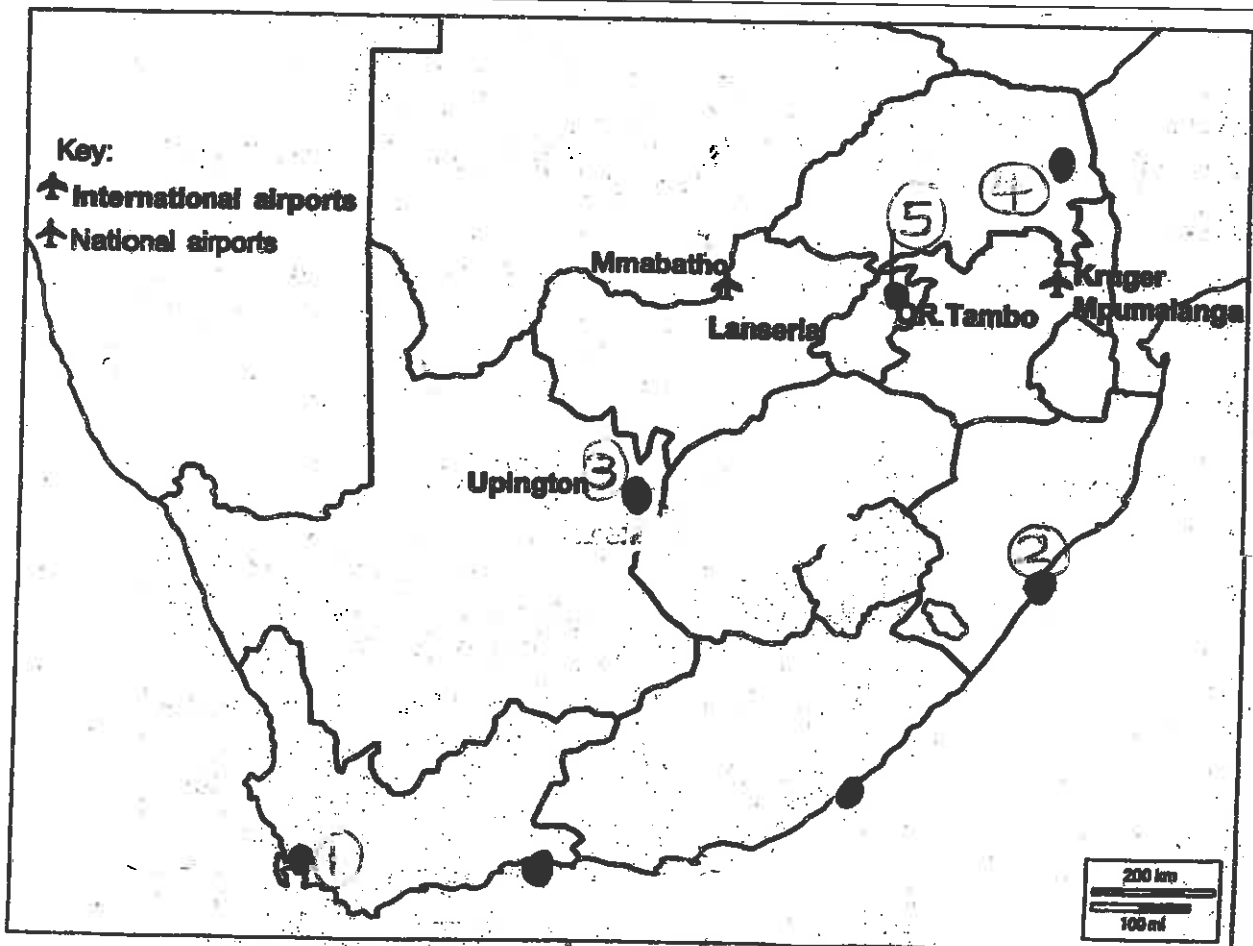 Key:
International airports
National airports
4
5
Mmabatho
Kruger
Mpumalanga
Lanseria
OR.Tambo
3
Upington
2
1
200 km
100 mi